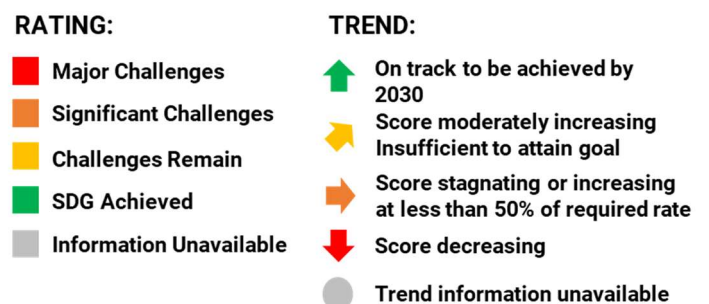 RATING:
Major Challenges
Significant Challenges
Challenges Remain
SDG Achieved
Information Unavailable
TREND:
On track to be achieved by
2030
Score moderately increasing
Insufficient to attain goal
Score stagnating or increasing
at less than 50% of required rate
Score decreasing
Trend information unavailable